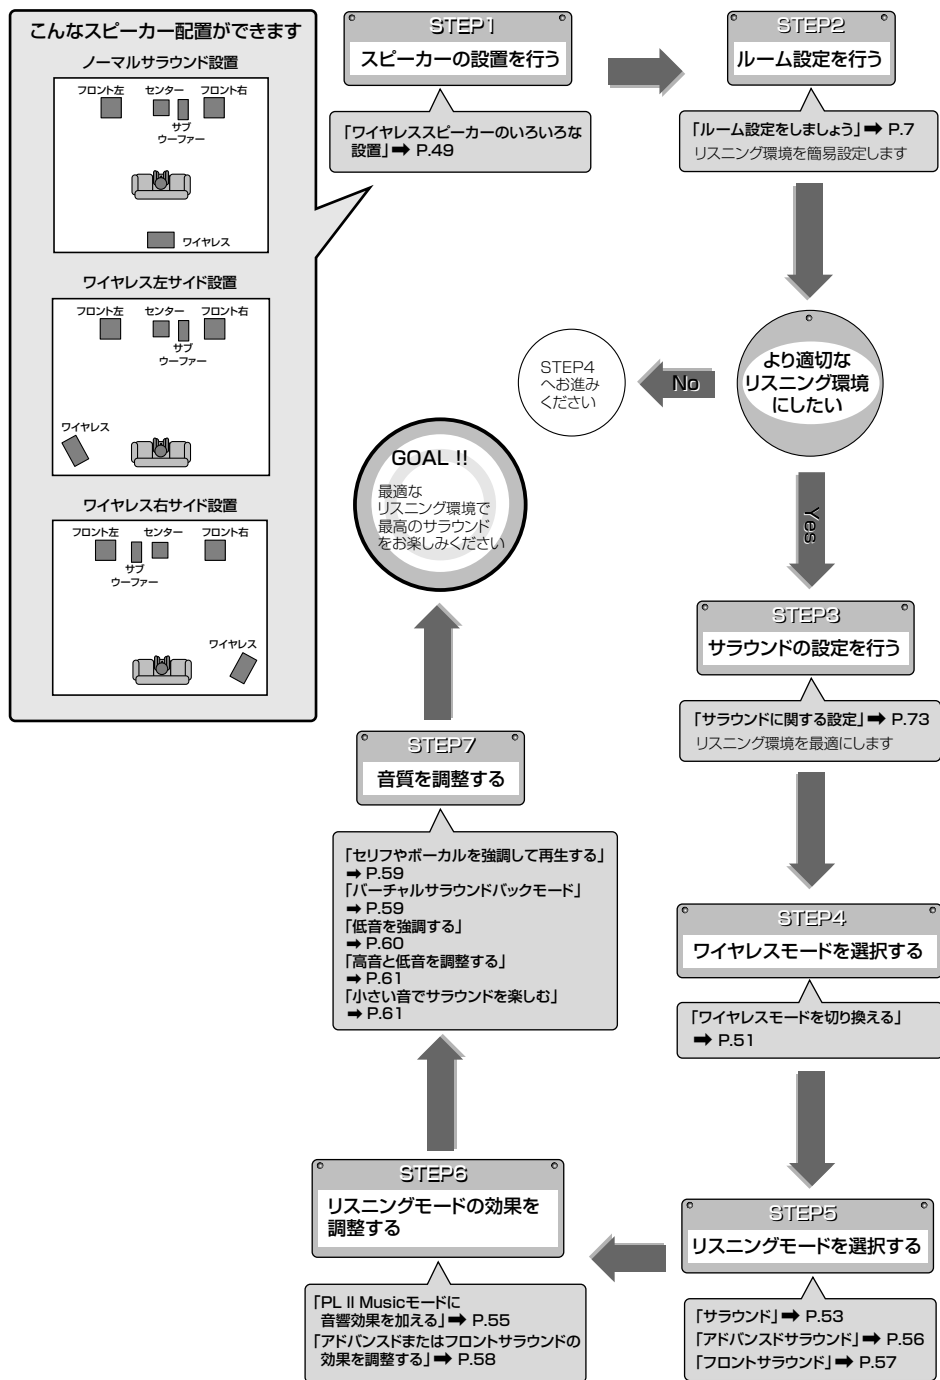 こんなスピーカー配置ができます
ノーマルサラウンド設置
フロント左
センター
フロント右
サブ
ウーファー
ワイヤレス
ワイヤレス左サイド設置
フロント左
センター
フロント右
サブ
ウーファー
ワイヤレス
ワイヤレス右サイド設置
フロント左
センター
フロント右
サブ
ウーファー
ワイヤレス
STEP1
スピーカーの設置を行う
「ワイヤレススピーカーのいろいろな
設置」➡ P.49
STEP2
ルーム設定を行う
「ルーム設定をしましょう」➡ P.7
リスニング環境を簡易設定します
より適切な
リスニング環境
にしたい
No
STEP4
へお進み
ください
Yes
STEP3
サラウンドの設定を行う
「サラウンドに関する設定」➡ P.73
リスニング環境を最適にします
STEP4
ワイヤレスモードを選択する
「ワイヤレスモードを切り換える」
➡ P.51
STEP5
リスニングモードを選択する
「サラウンド」➡ P.53
「アドバンスドサラウンド」➡ P.56
「フロントサラウンド」➡ P.57
STEP6
リスニングモードの効果を
調整する
「PL II Musicモードに
音響効果を加える」➡ P.55
「アドバンスドまたはフロントサラウンドの
効果を調整する」➡ P.58
STEP7
音質を調整する
「セリフやボーカルを強調して再生する」
➡ P.59
「バーチャルサラウンドバックモード」
➡ P.59
「低音を強調する」
➡ P.60
「高音と低音を調整する」
➡ P.61
「小さい音でサラウンドを楽しむ」
➡ P.61
GOAL !!
最適な
リスニング環境で
最高のサラウンド
をお楽しみください